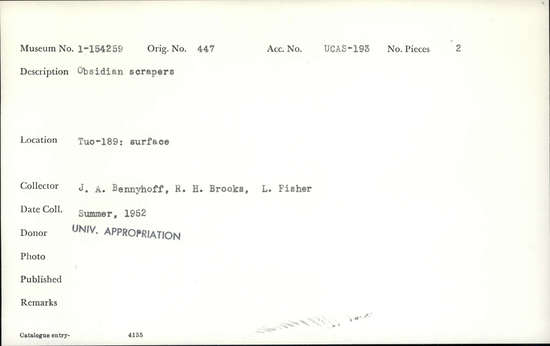 Museum No. 1-154259 Orig. No. 447 Acc. No. UCAS-193 No. Pieces 2
Description Obsidian scrapers
Location Tuo-189: surface
Collector J. A. Bennyhoff, R. H. Brooks, L. Fisher
Date Coll. Summer, 1952
Donor UNIV. APPROPRIATION
Photo
Published
Remarks
Catalogue entry- 4155